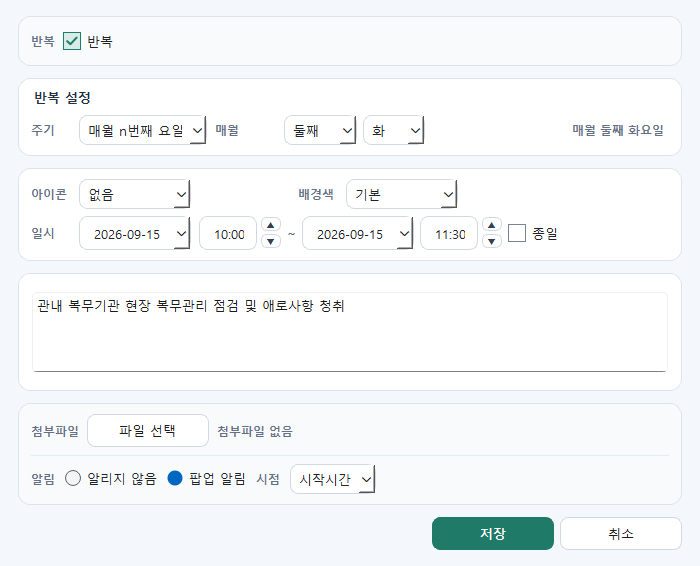 반복 반복
반복 설정
주기 매월 n번째 요일 매월 둘째 화 매월 둘째 화요일
아이콘 없음 배경색 기본
일시 2026-09-15 10:00 ~ 2026-09-15 11:30 종일
관내 복무기관 현장 복무관리 점검 및 애로사항 청취
첨부파일 파일 선택 첨부파일 없음
알림 알리지 않음 팝업 알림 시점 시작시간
저장 취소